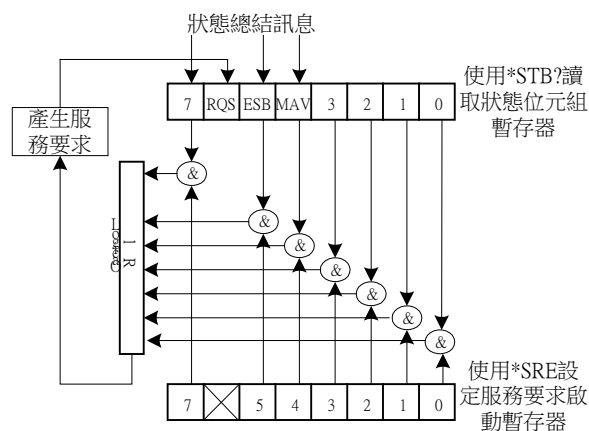 狀態總結訊息
7 RQS ESB MAV 3 2 1 0
使用*STB?讀
取狀態位元組
暫存器
產生服
務要求
&
&
&
&
&
&
&
使用*SRE設
定服務要求啟
動暫存器
7 5 4 3 2 1 0